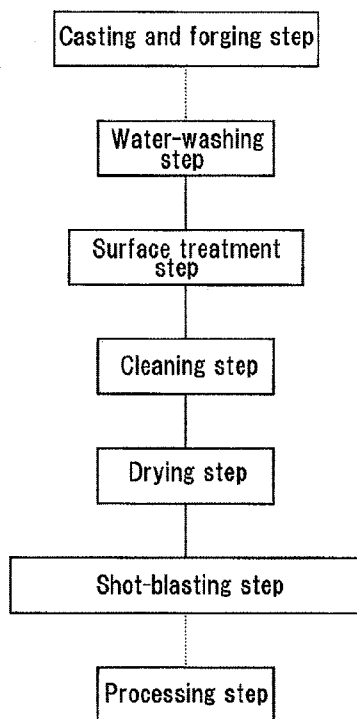 Casting and forging step
Water-washing
step
Surface treatment
step
Cleaning step
Drying step
Shot-blasting step
Processing step